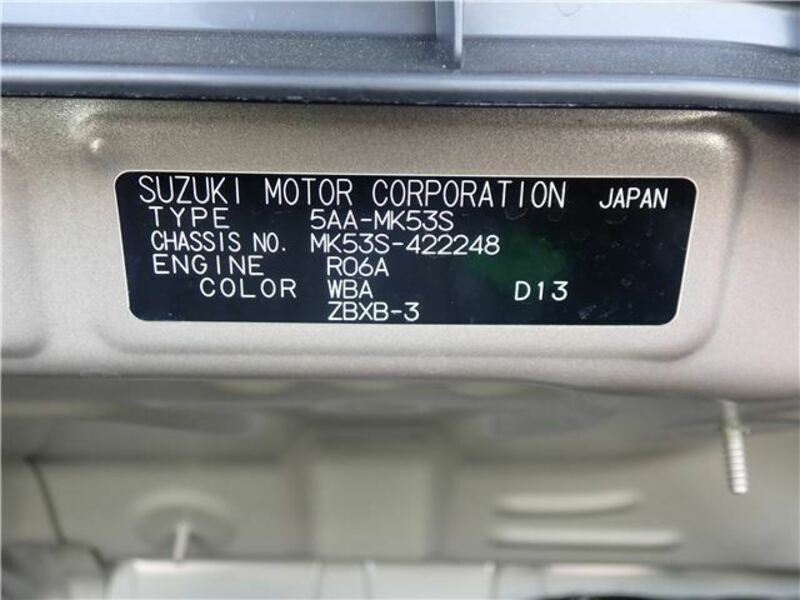 SUZUKI MOTOR CORPORATION JAPAN
TYPE 5AA-MK53S
CHASSIS NO. MK53S-422248
ENGINE R06A
COLOR WBA D13
ZBXB-3